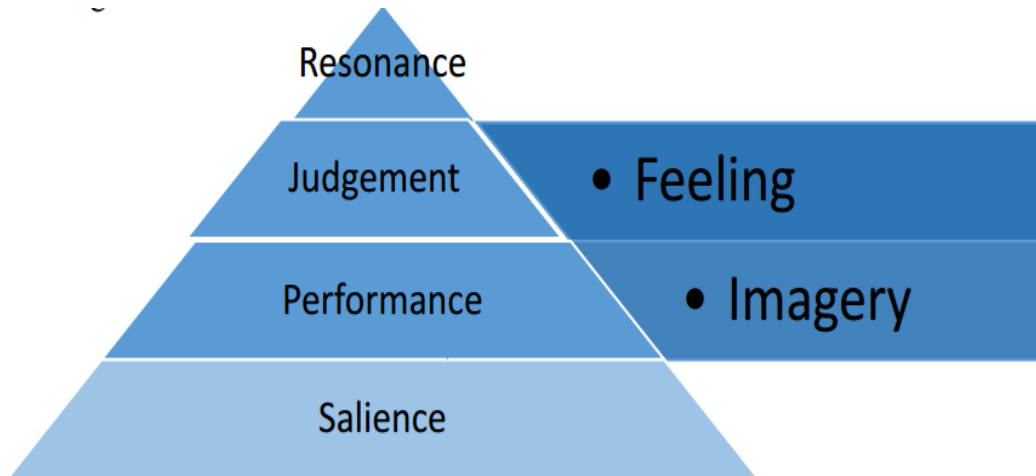 Resonance
Judgement
• Feeling
Performance
• Imagery
Salience